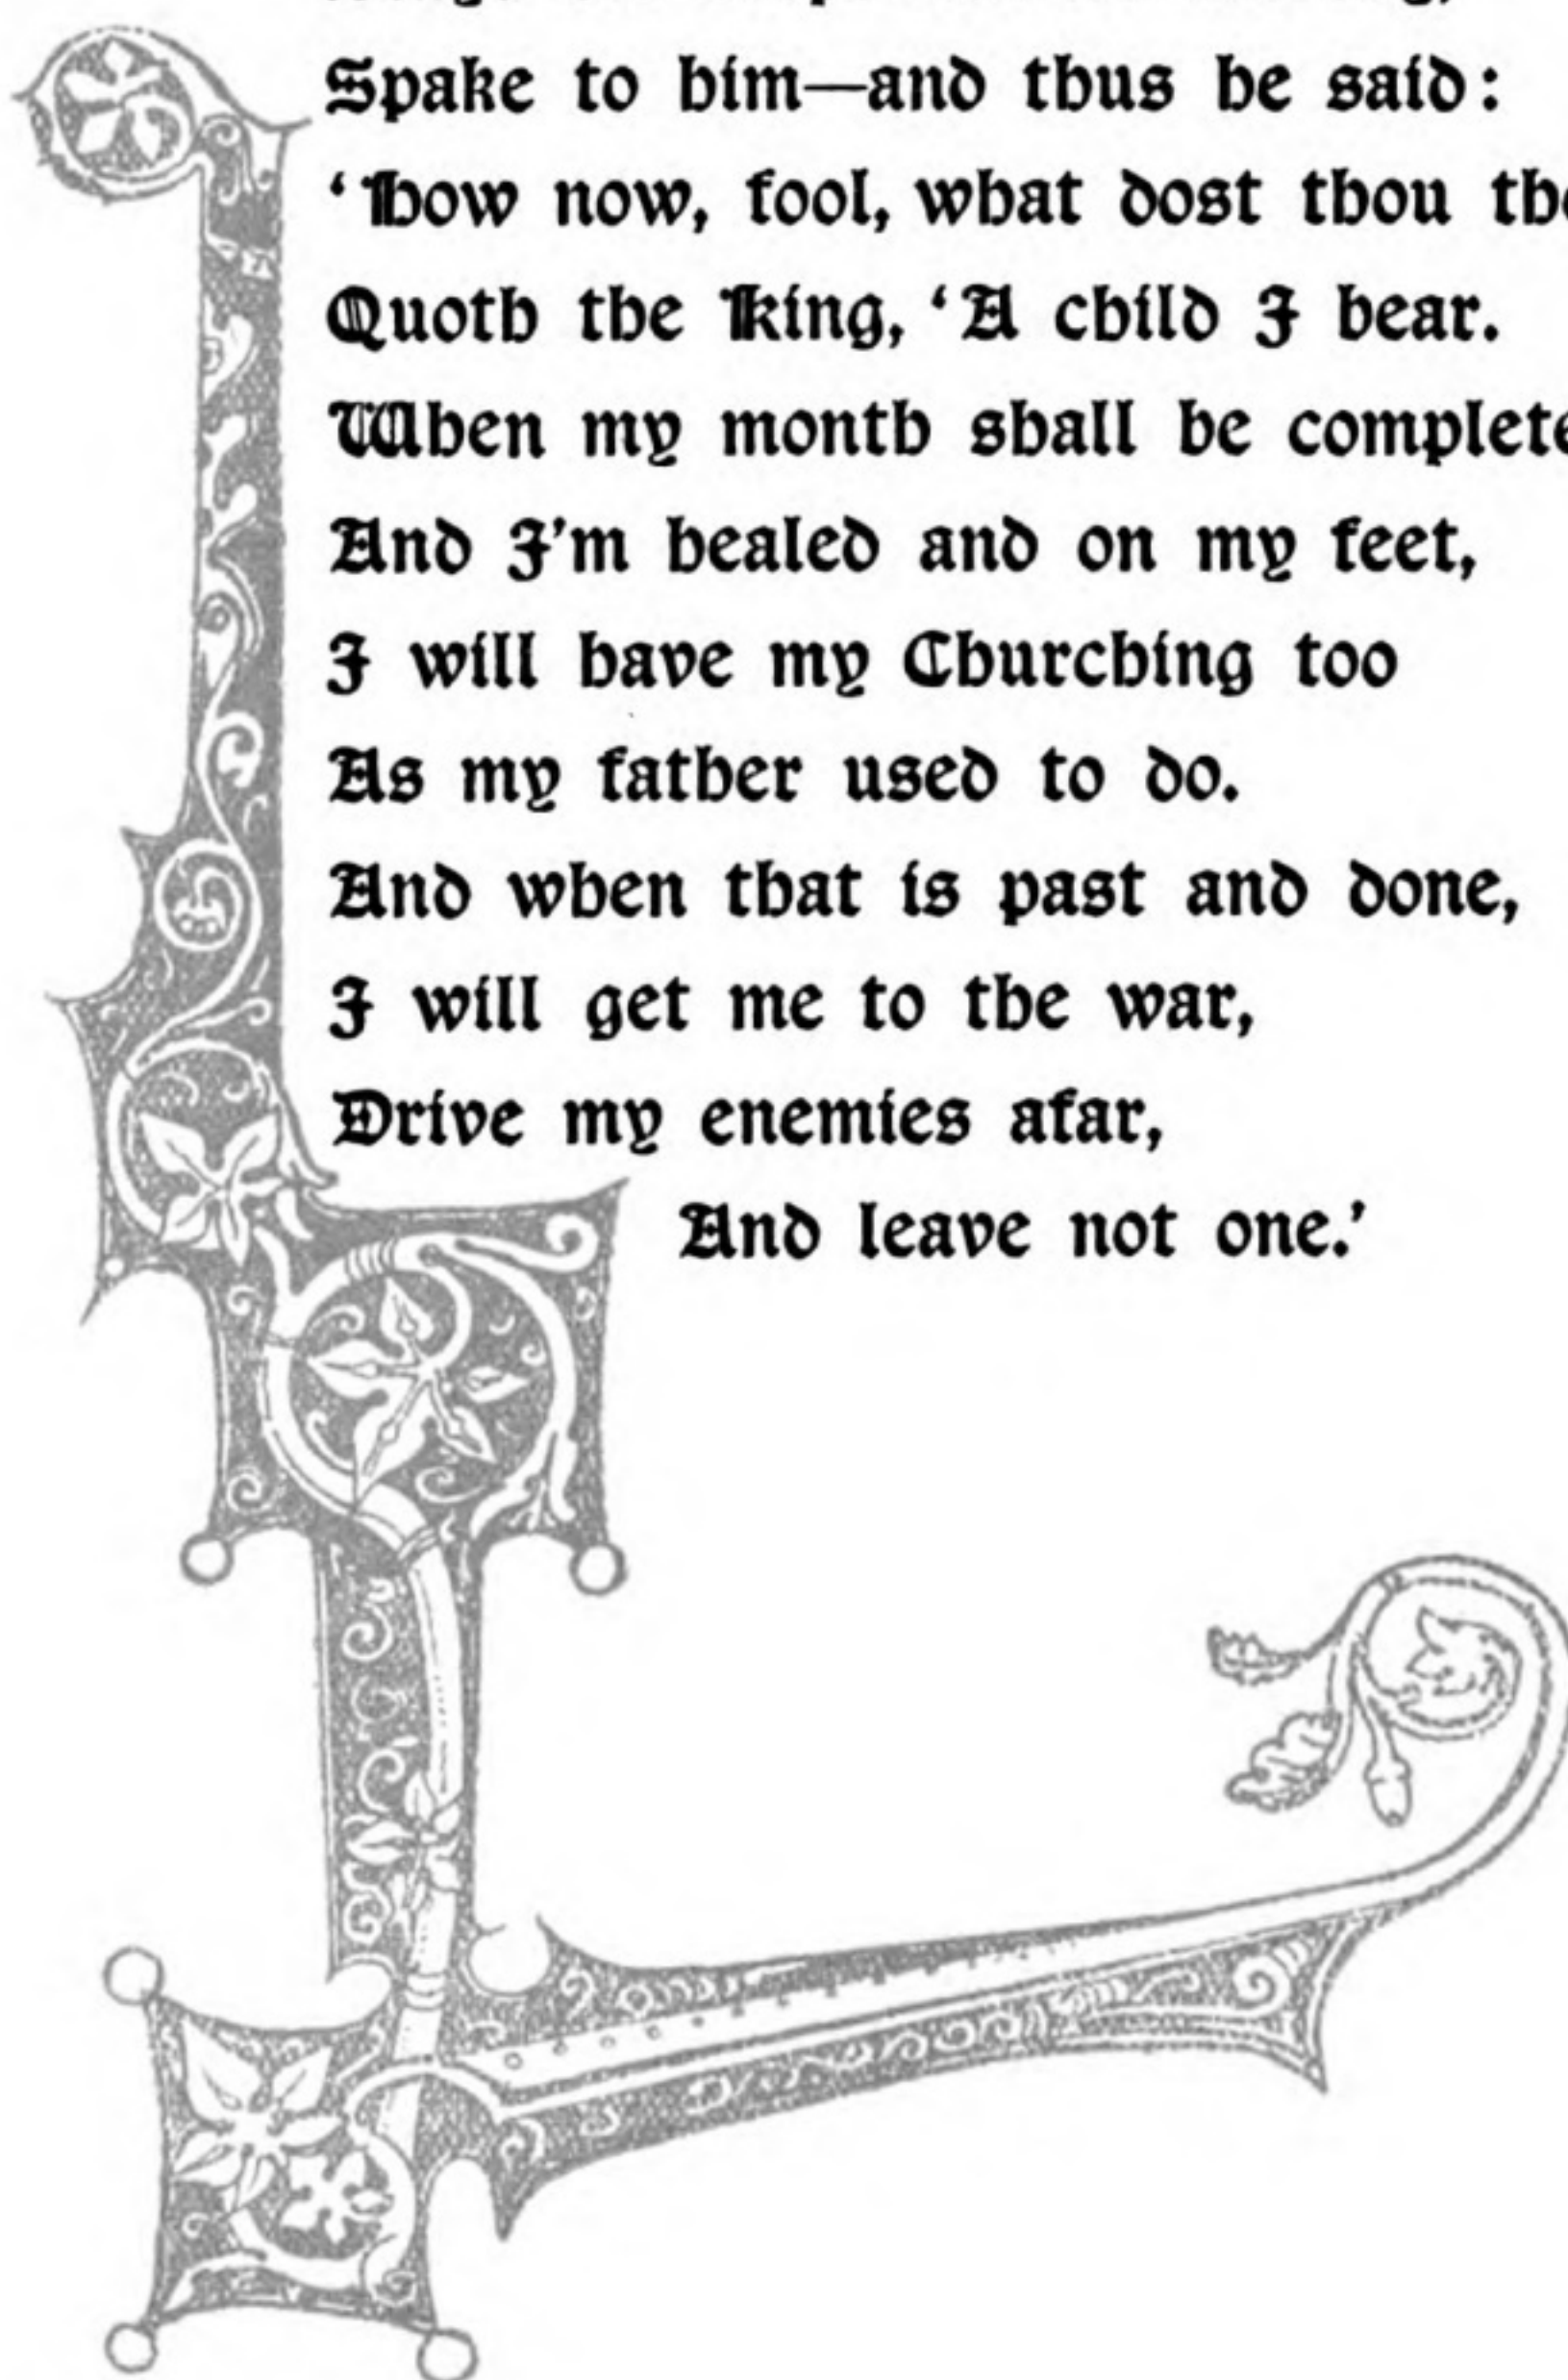 Spake to him—and thus he said:
'How now, fool, what dost thou
Quoth the King, 'A child I bear.
When my month shall be complete
And I'm healed and on my feet,
I will have my Churching too
As my father used to do.
And when that is past and done,
I will get me to the war,
Drive my enemies afar,
And leave not one.'